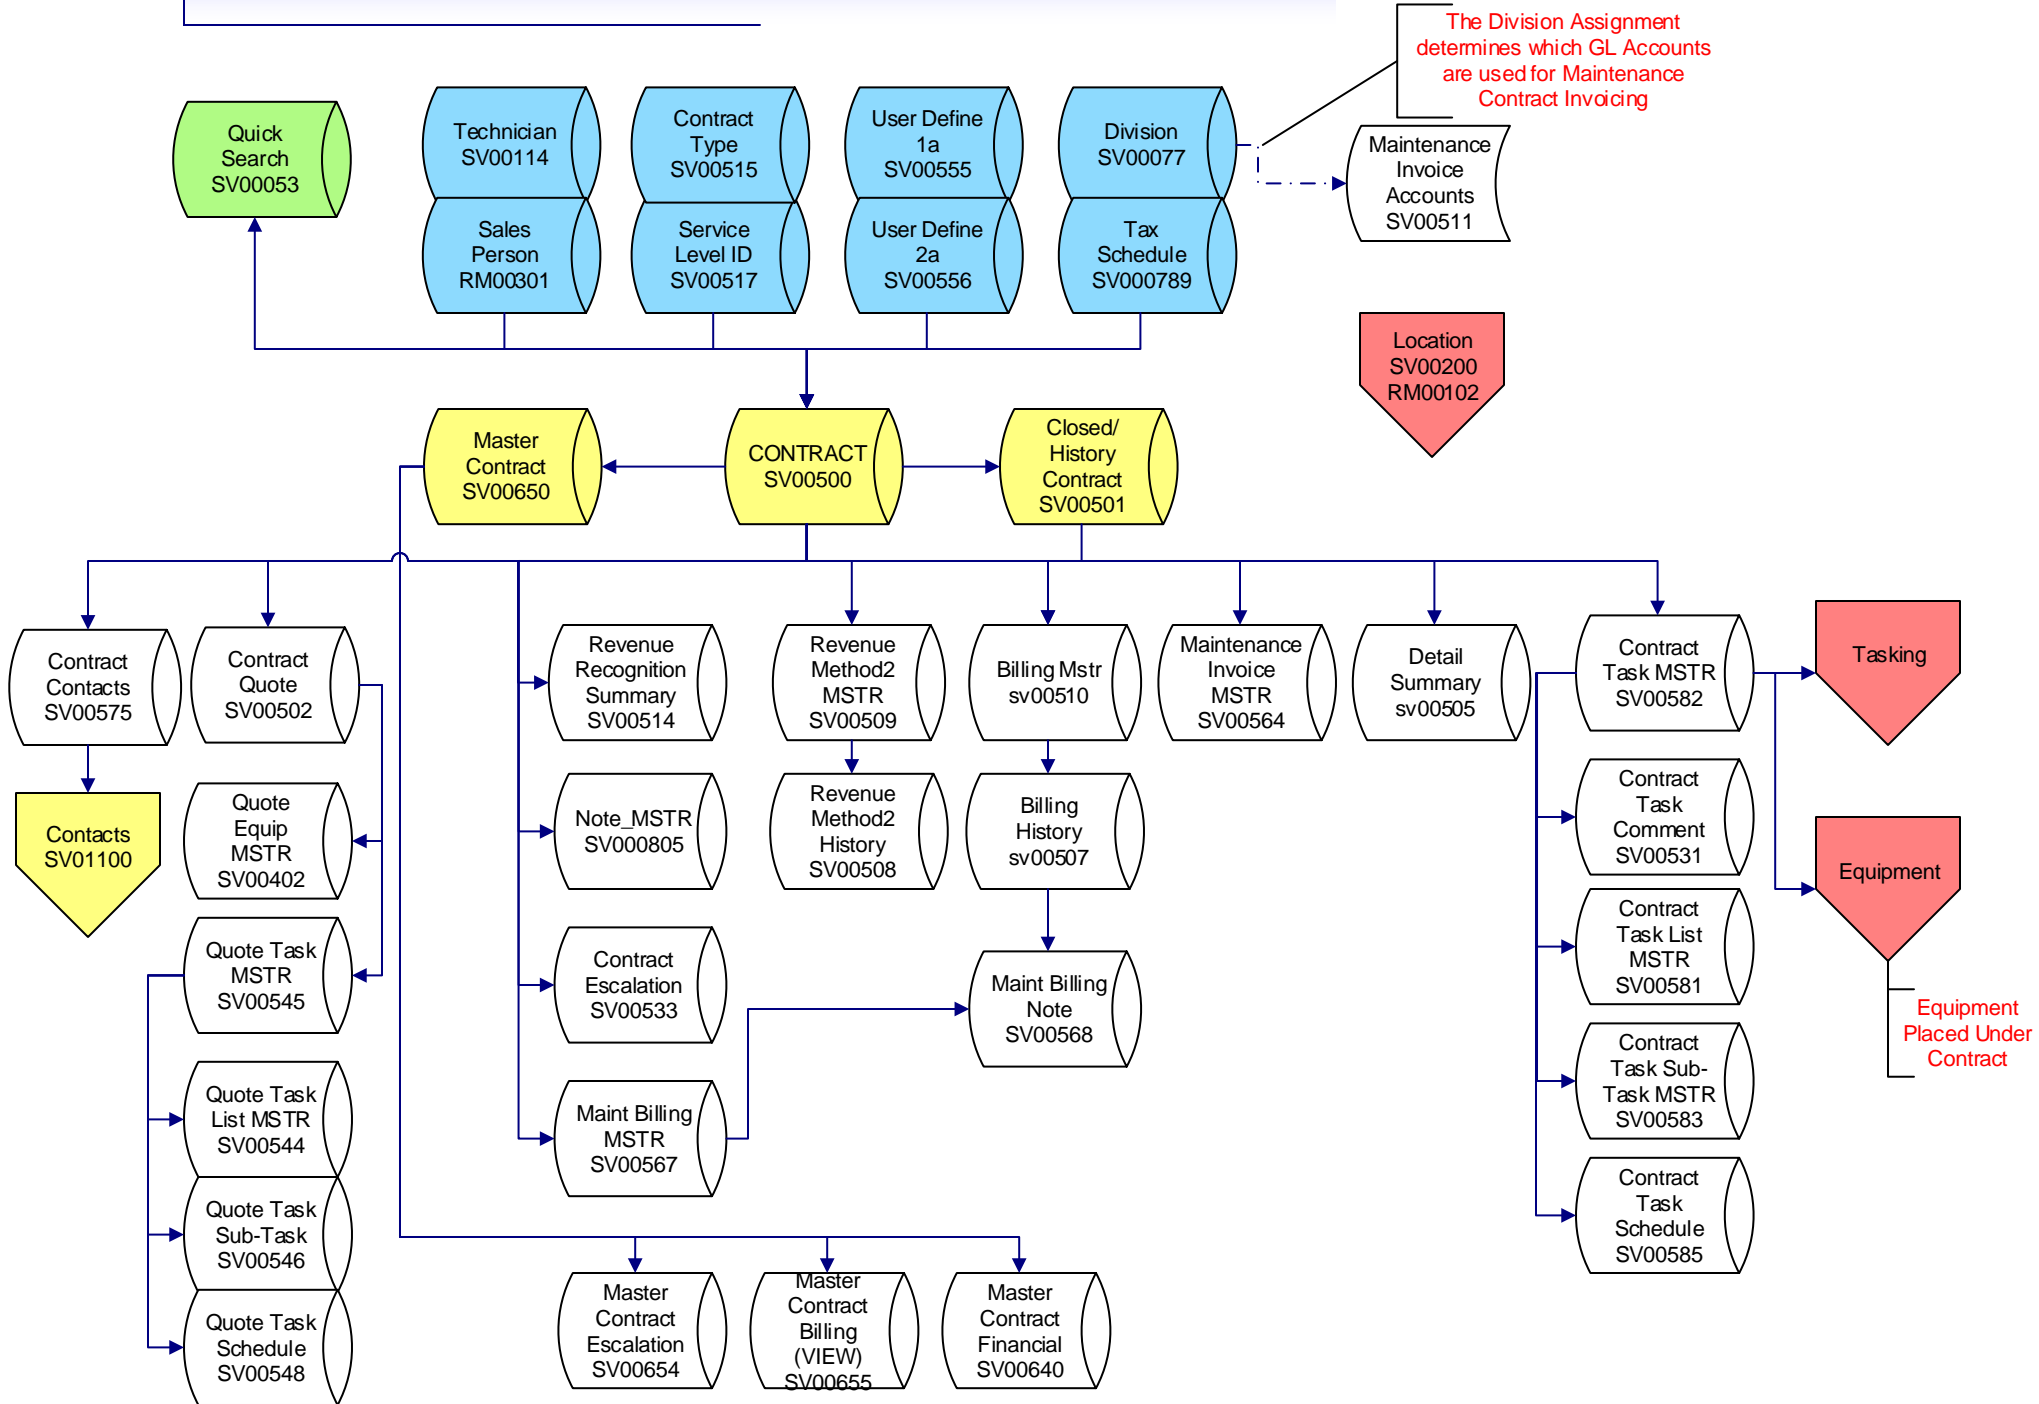 The Division Assignment
determines which GL Accounts
are used for Maintenance
Contract Invoicing
Quick
Search
SV00053
Technician
SV00114
Contract
Type
SV00515
User Define
1a
SV00555
Division
SV00077
Maintenance
Invoice
Accounts
SV00511
Sales
Person
RM00301
Service
Level ID
SV00517
User Define
2a
SV00556
Tax
Schedule
SV000789
Location
SV00200
RM00102
Master
Contract
SV00650
CONTRACT
SV00500
Closed/
History
Contract
SV00501
Contract
Contacts
SV00575
Contract
Quote
SV00502
Revenue
Recognition
Summary
SV00514
Revenue
Method2
MSTR
SV00509
Billing Mstr
sv00510
Maintenance
Invoice
MSTR
SV00564
Detail
Summary
sv00505
Contract
Task MSTR
SV00582
Tasking
Contacts
SV01100
Quote
Equip
MSTR
SV00402
Note_MSTR
SV000805
Revenue
Method2
History
SV00508
Billing
History
sv00507
Contract
Task
Comment
SV00531
Equipment
Quote Task
MSTR
SV00545
Contract
Escalation
SV00533
Maint Billing
Note
SV00568
Contract
Task List
MSTR
SV00581
Equipment
Placed Under
Contract
Quote Task
List MSTR
SV00544
Maint Billing
MSTR
SV00567
Contract
Task Sub-
Task MSTR
SV00583
Quote Task
Sub-Task
SV00546
Contract
Task
Schedule
SV00585
Quote Task
Schedule
SV00548
Master
Contract
Escalation
SV00654
Master
Contract
Billing
(VIEW)
SV00655
Master
Contract
Financial
SV00640